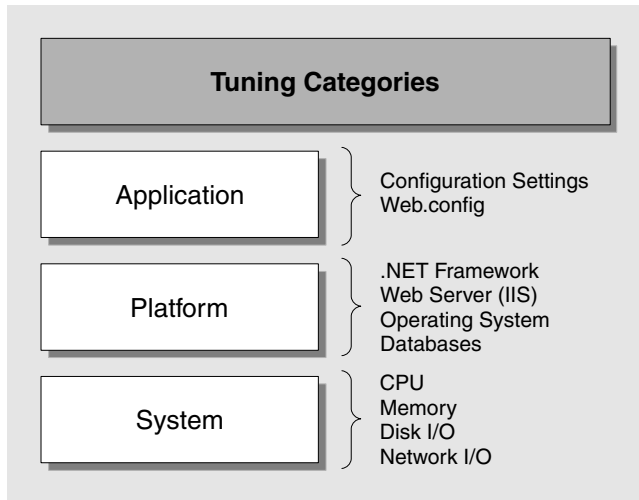 Tuning Categories
Application
Configuration Settings
Web.config
Platform
.NET Framework
Web Server (IIS)
Operating System
Databases
System
CPU
Memory
Disk I/O
Network I/O